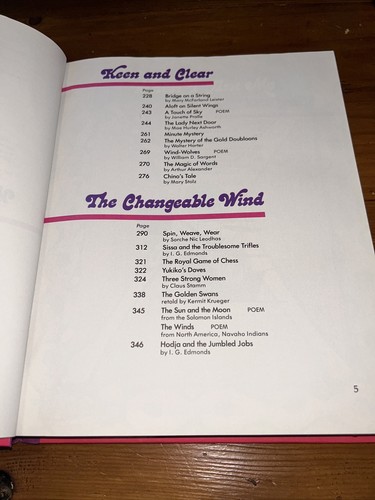 Keen and Clear
Page
228 Bridge on a String
by Mary McFarland Leister
240 Aloft on Silent Wings
243 A Touch of Sky POEM
by Janette Proffe
244 The Lady Next Door
by Mae Hurley Ashworth
261 Minute Mystery
262 The Mystery of the Gold Doubloons
by Walter Harter
269 Wind-Wolves POEM
by William D. Sargent
270 The Magic of Words
by Arthur Alexander
276 China's Tale
by Mary Stolz
The Changeable Wind
Page
290 Spin, Weave, Wear
by Sorche Nic Leodhas
312 Sissa and the Troublesome Trifles
by I. G. Edmonds
321 The Royal Game of Chess
322 Yukiko's Doves
324 Three Strong Women
by Claus Stamm
338 The Golden Swans
retold by Kermit Krueger
345 The Sun and the Moon POEM
from the Solomon Islands
The Winds POEM
from North America, Navaho Indians
346 Hodja and the Jumbled Jobs
by I. G. Edmonds
5